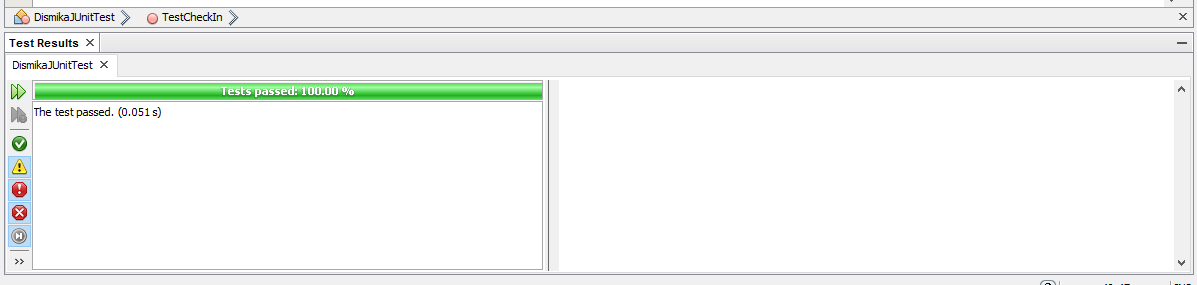 DismikaJUnitTest TestCheckIn
Test Results
DismikaJUnitTest
Tests passed: 100.00 %
The test passed. (0.051 s)